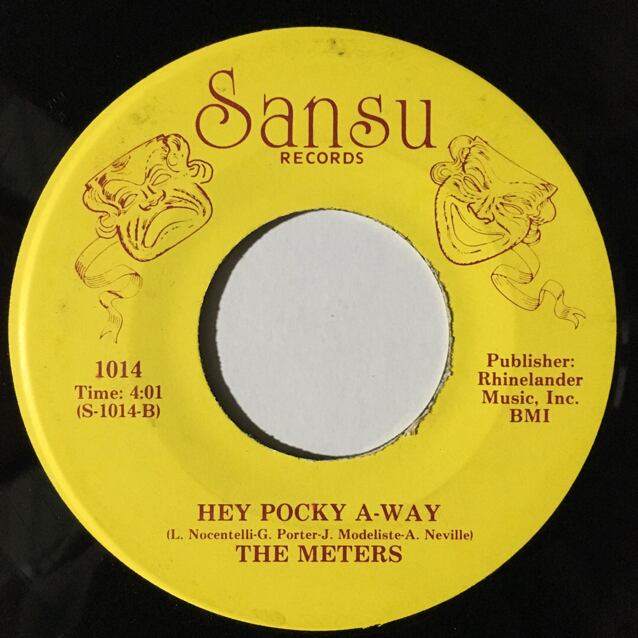 Sansu
RECORDS
1014
Time: 4:01
(S-1014-B)
Publisher:
Rhinelander
Music, Inc.
BMI
HEY POCKY A-WAY
(L. Nocentelli-G. Porter-J. Modeliste-A. Neville)
THE METERS